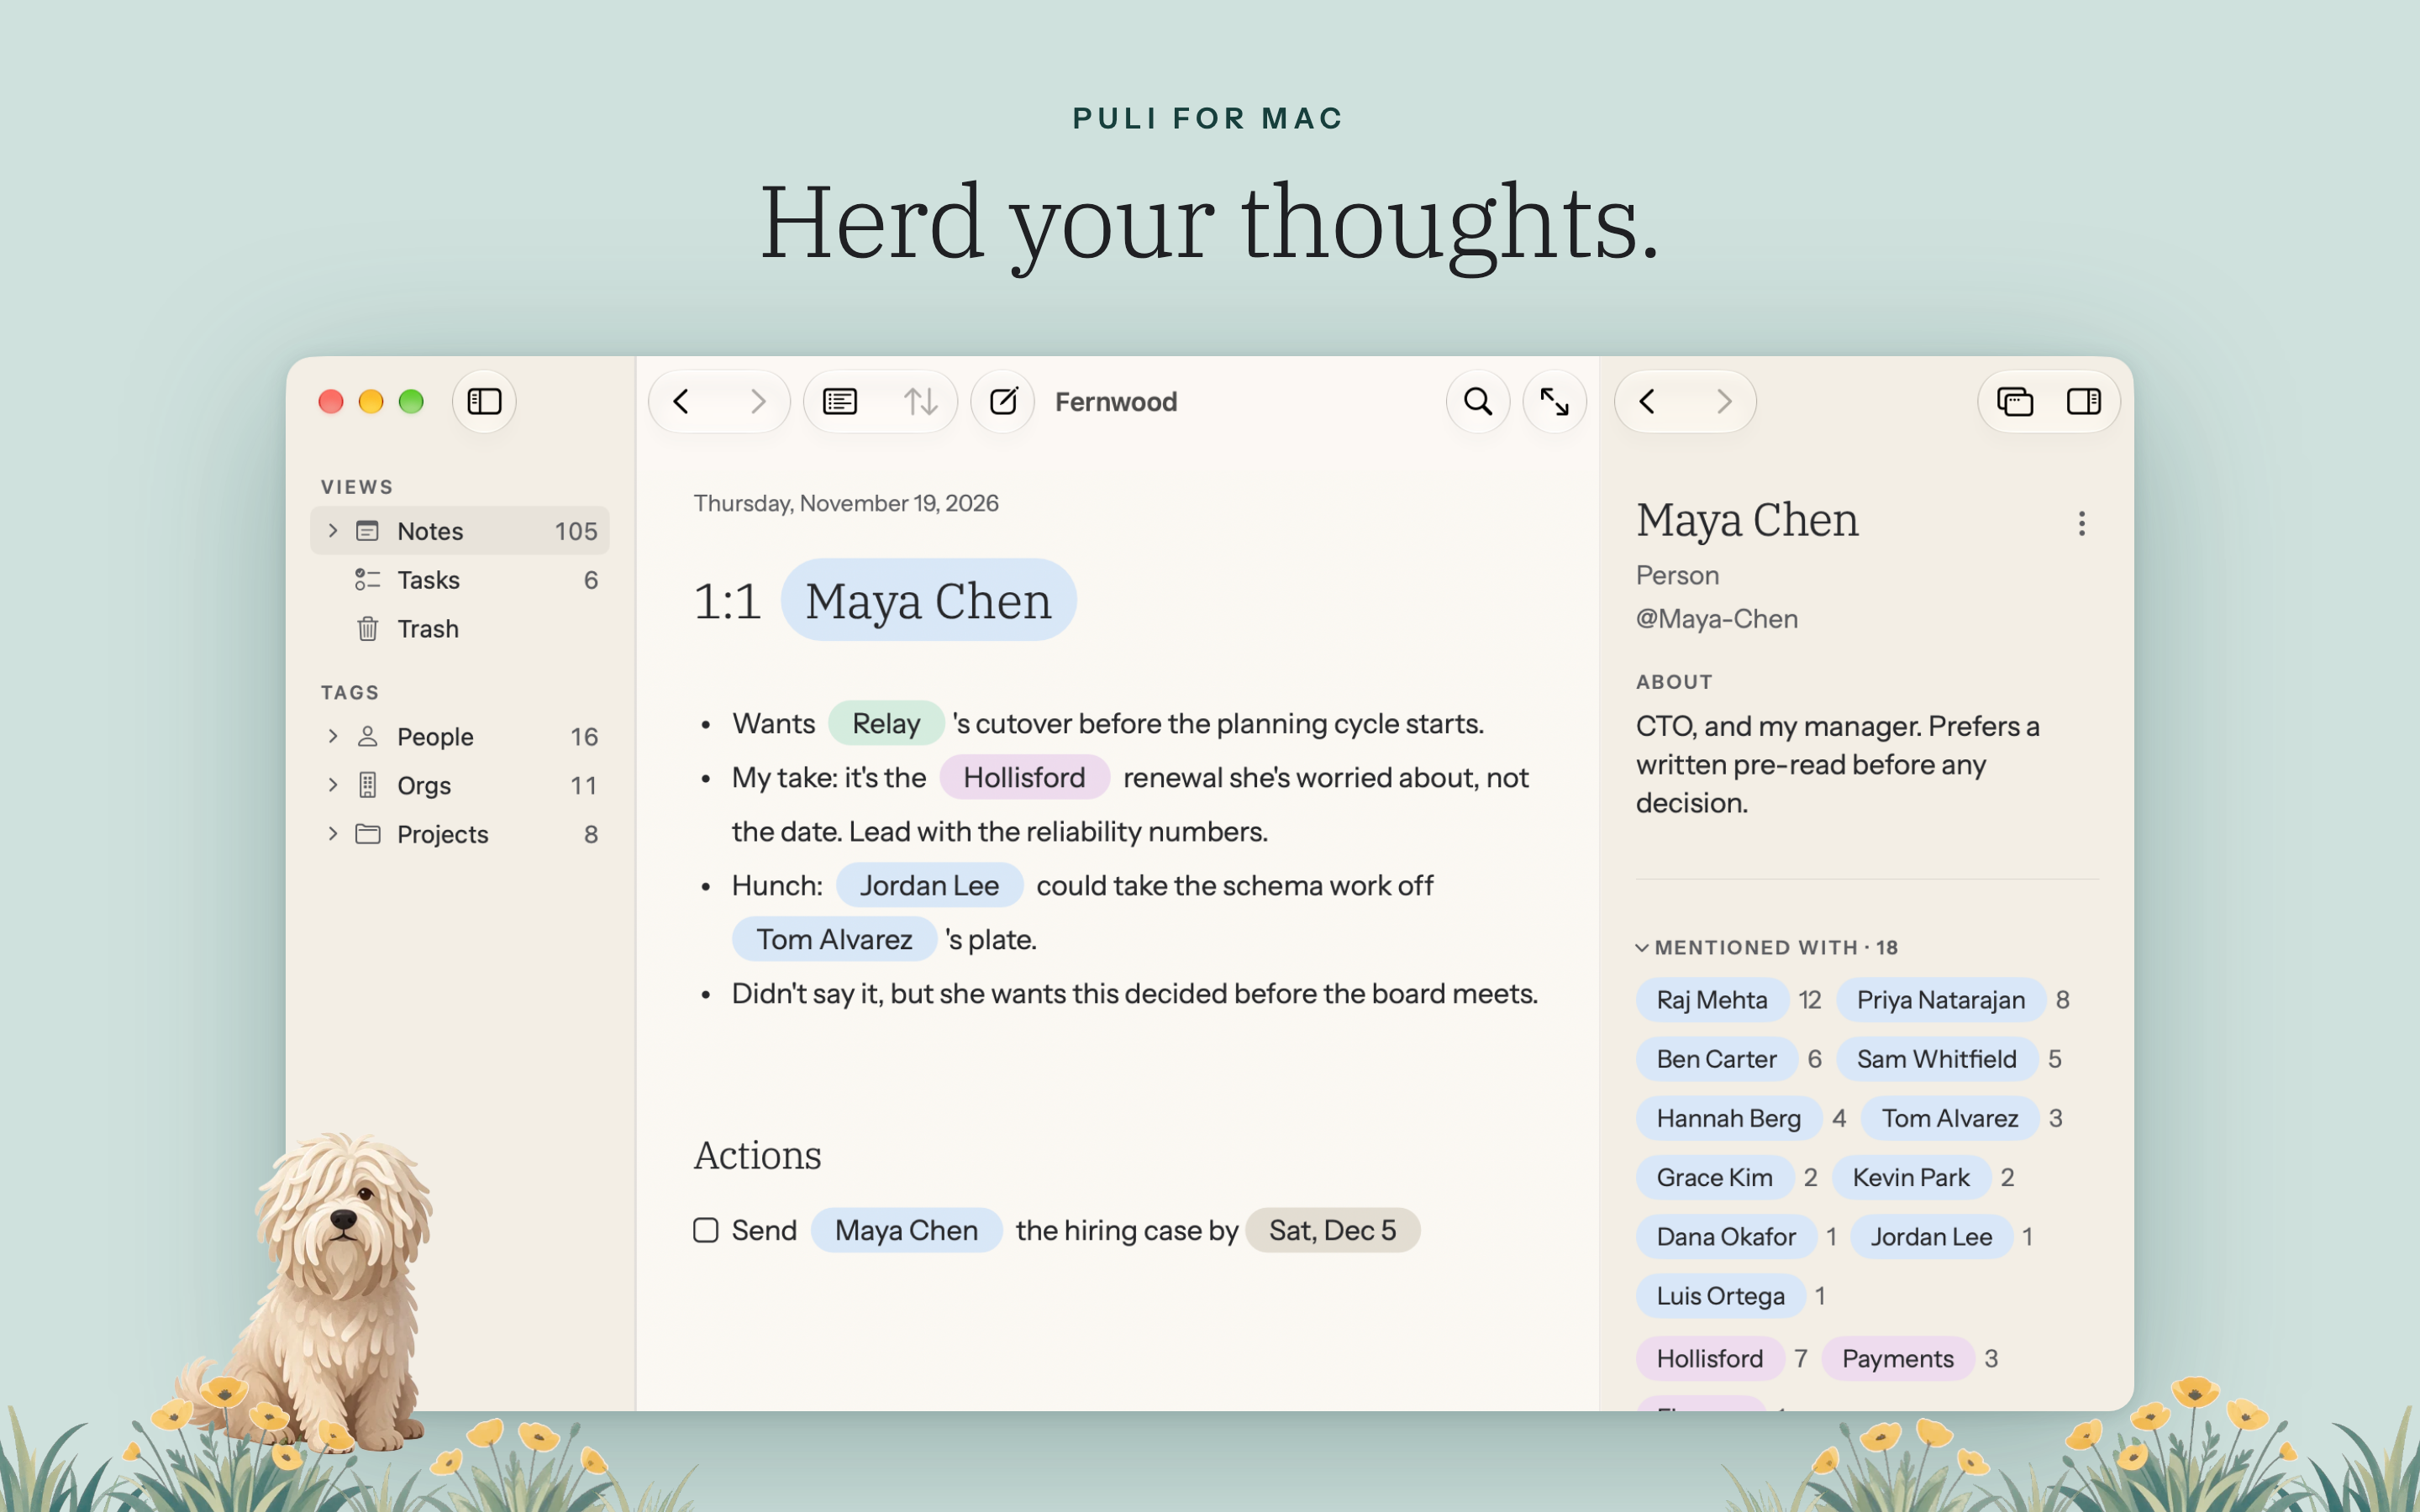 PULI FOR MAC
Herd your thoughts.
Fernwood
VIEWS
Notes 105
Tasks 6
Trash
TAGS
People 16
Orgs 11
Projects 8
Thursday, November 19, 2026
1:1 Maya Chen
• Wants Relay 's cutover before the planning cycle starts.
• My take: it's the Hollisford renewal she's worried about, not
the date. Lead with the reliability numbers.
• Hunch: Jordan Lee could take the schema work off
Tom Alvarez 's plate.
• Didn't say it, but she wants this decided before the board meets.
Actions
Send Maya Chen the hiring case by Sat, Dec 5
Maya Chen
Person
@Maya-Chen
ABOUT
CTO, and my manager. Prefers a
written pre-read before any
decision.
MENTIONED WITH · 18
Raj Mehta 12 Priya Natarajan 8
Ben Carter 6 Sam Whitfield 5
Hannah Berg 4 Tom Alvarez 3
Grace Kim 2 Kevin Park 2
Dana Okafor 1 Jordan Lee 1
Luis Ortega 1
Hollisford 7 Payments 3